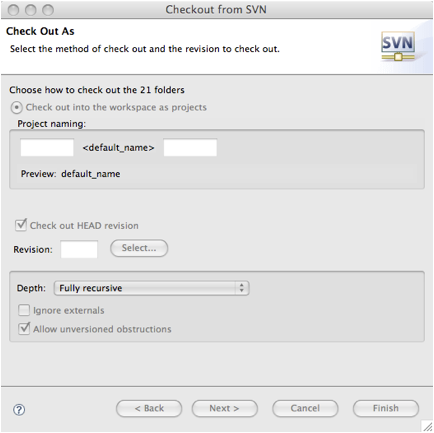 Checkout from SVN
Check Out As
Select the method of check out and the revision to check out.
SVN
Choose how to check out the 21 folders
Check out into the workspace as projects
Project naming:
<default_name>
Preview: default_name
Check out HEAD revision
Revision: Select...
Depth: Fully recursive
Ignore externals
Allow unversioned obstructions
? < Back Next > Cancel Finish